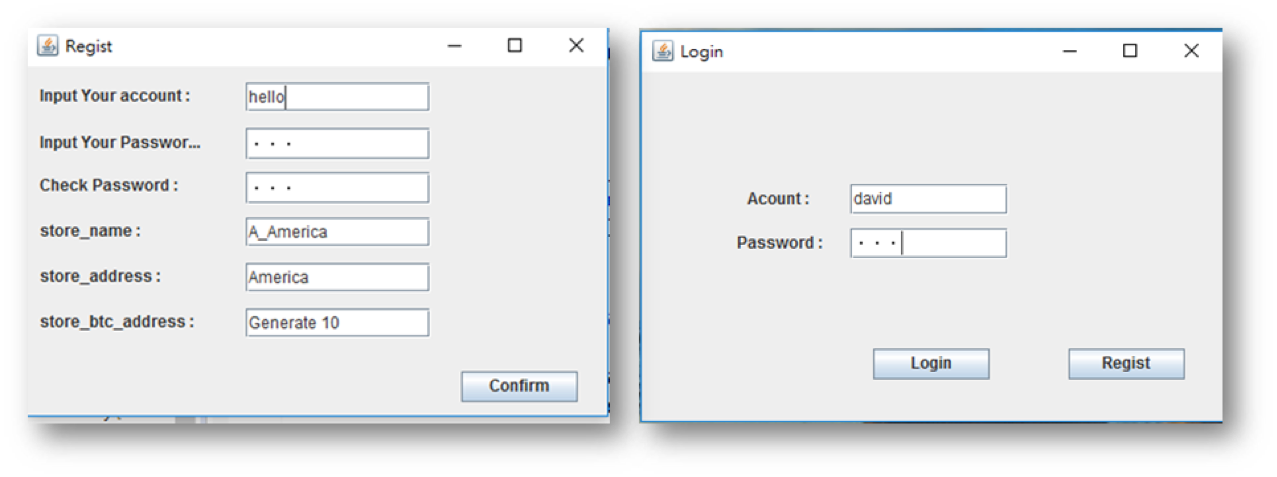 Regist
Input Your account :
hello
Input Your Passwor...
Check Password :
store_name :
A_America
store_address :
America
store_btc_address :
Generate 10
Confirm
Login
Acount :
david
Password :
Login
Regist